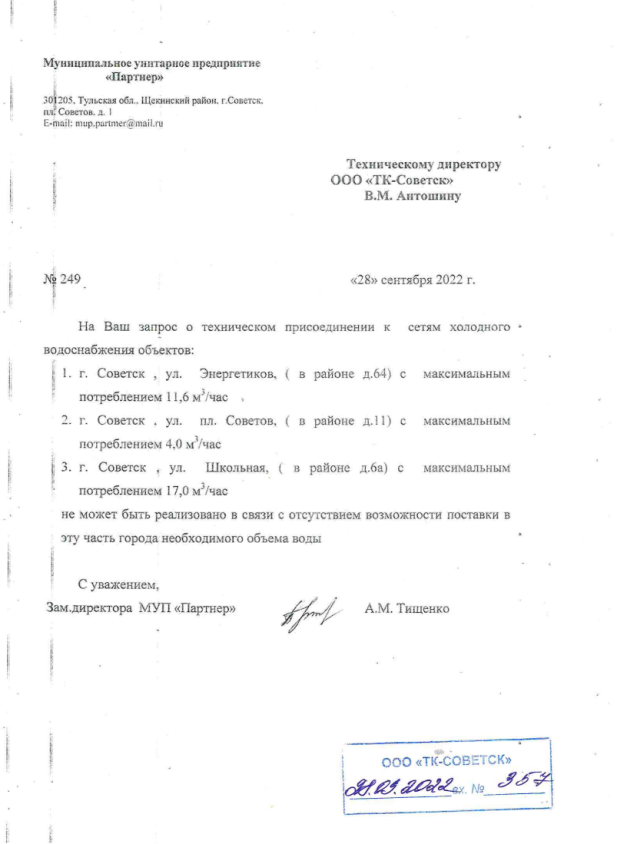 Муниципальное унитарное предприятие
«Партнер»
301205, Тульская обл., Щекинский район, г.Советск,
пл. Советов, д. 1
E-mail: mup.partmer@mail.ru
Техническому директору
ООО «ТК-Советск»
В.М. Антошину
№ 249 «28» сентября 2022 г.
На Ваш запрос о техническом присоединении к сетям холодного
водоснабжения объектов:
1. г. Советск , ул. Энергетиков, ( в районе д.64) с максимальным
потреблением 11,6 м³/час
2. г. Советск , ул. пл. Советов, ( в районе д.11) с максимальным
потреблением 4,0 м³/час
3. г. Советск , ул. Школьная, ( в районе д.6а) с максимальным
потреблением 17,0 м³/час
не может быть реализовано в связи с отсутствием возможности поставки в
эту часть города необходимого объема воды
С уважением,
Зам.директора МУП «Партнер» А.М. Тищенко
ООО «ТК-СОВЕТСК»
.09.2022 вх. № 357